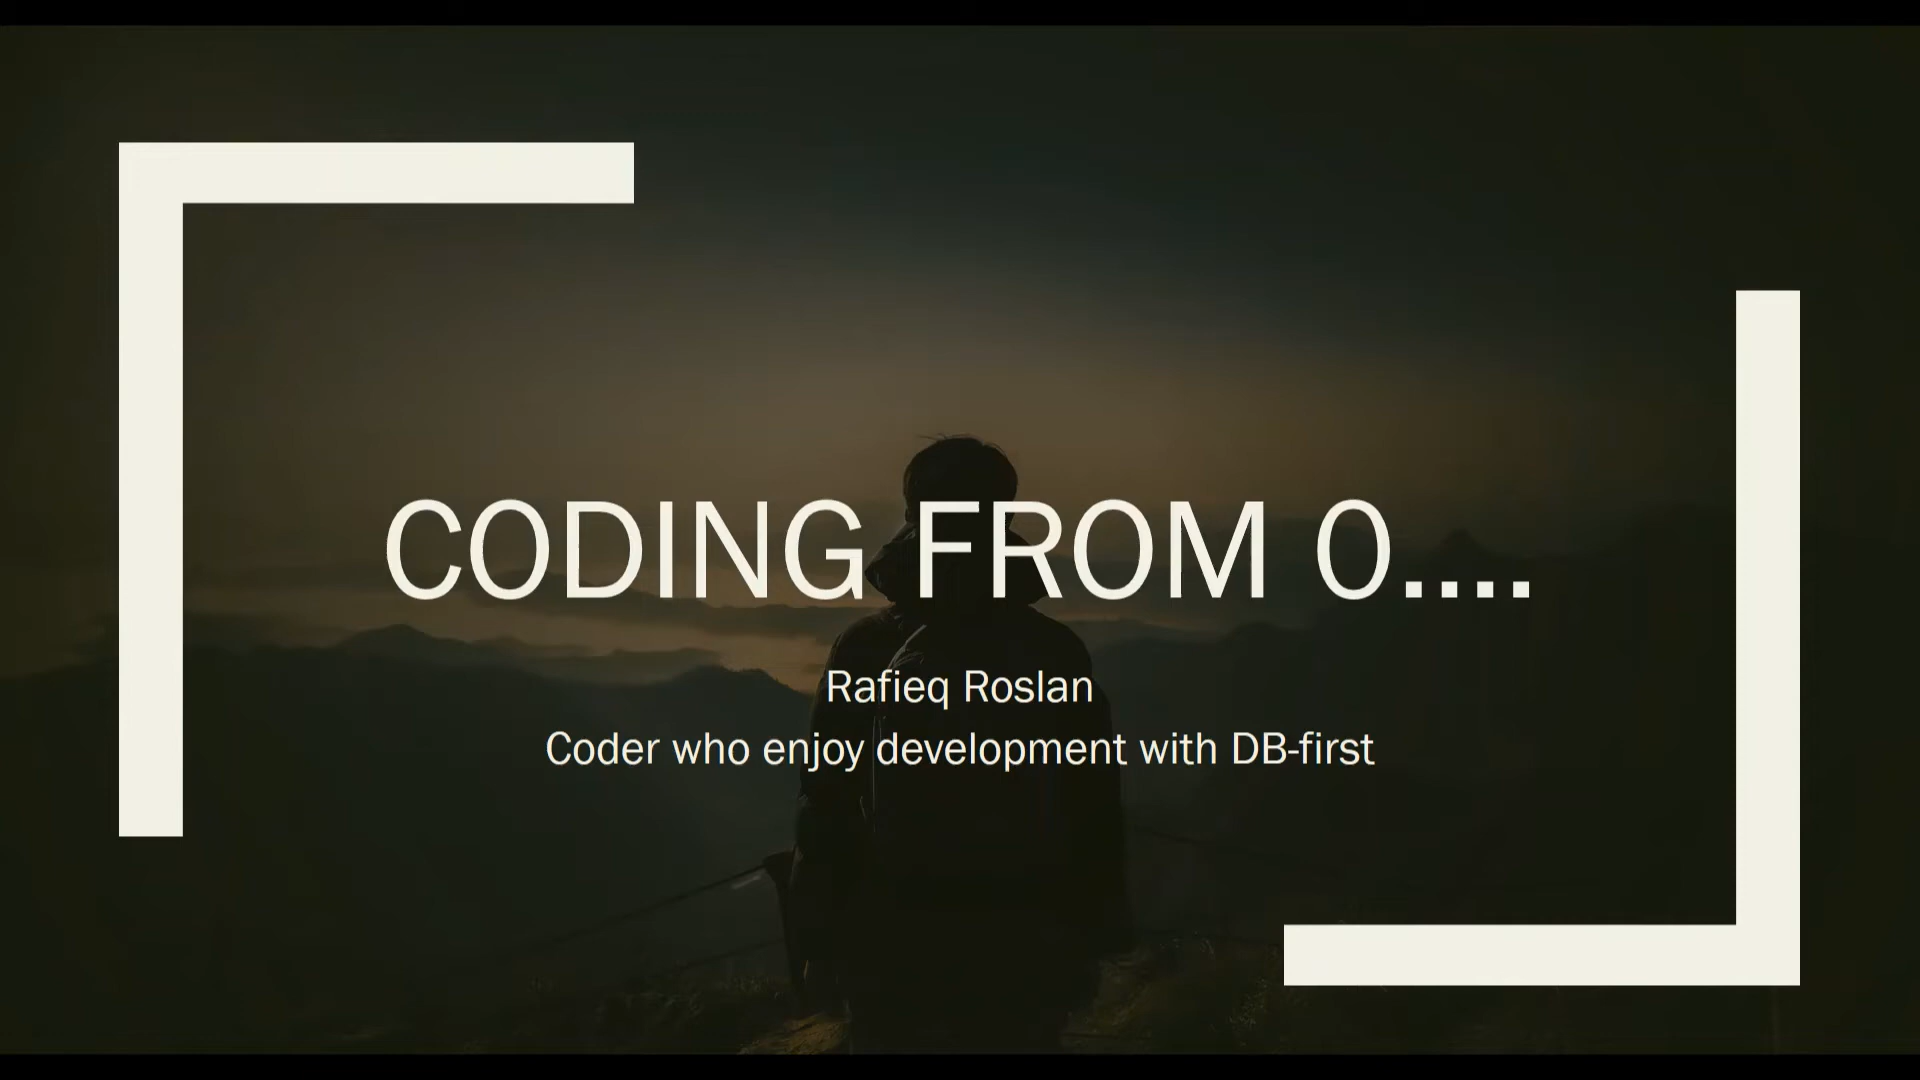 CODING FROM 0....
Rafieq Roslan
Coder who enjoy development with DB-first